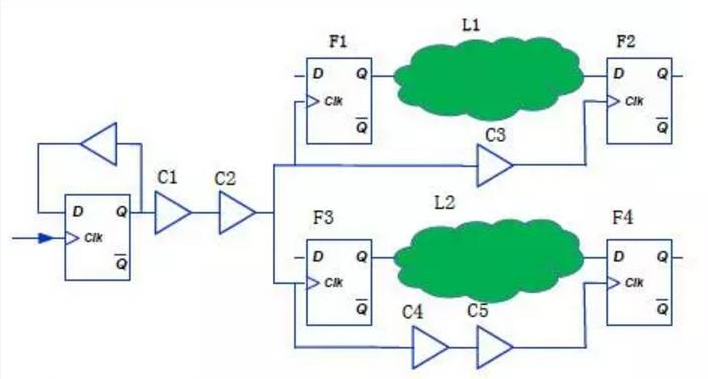 L1
F1 F2
D Q D Q
Clk Clk
Q Q
C3
C1 C2
L2
F3 F4
D Q
Clk
Q
D Q D Q
Clk Clk
Q Q
C4 C5